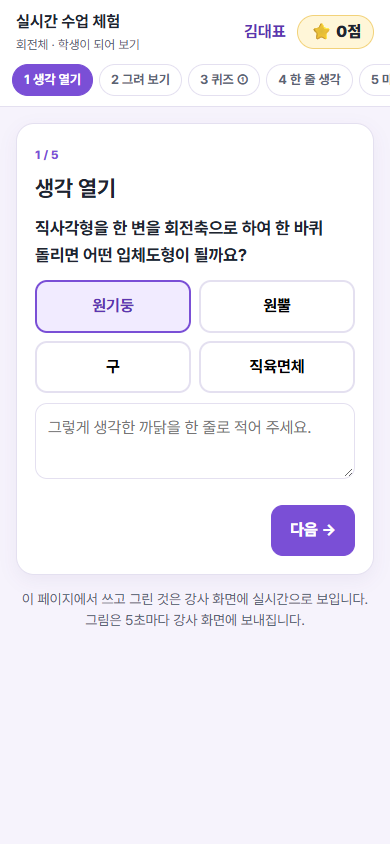 실시간 수업 체험
회전체 · 학생이 되어 보기
김대표
⭐ 0점
1 생각 열기
2 그려 보기
3 퀴즈 ①
4 한 줄 생각
1 / 5
생각 열기
직사각형을 한 변을 회전축으로 하여 한 바퀴
돌리면 어떤 입체도형이 될까요?
원기둥
원뿔
구
직육면체
그렇게 생각한 까닭을 한 줄로 적어 주세요.
다음 →
이 페이지에서 쓰고 그린 것은 강사 화면에 실시간으로 보입니다.
그림은 5초마다 강사 화면에 보내집니다.